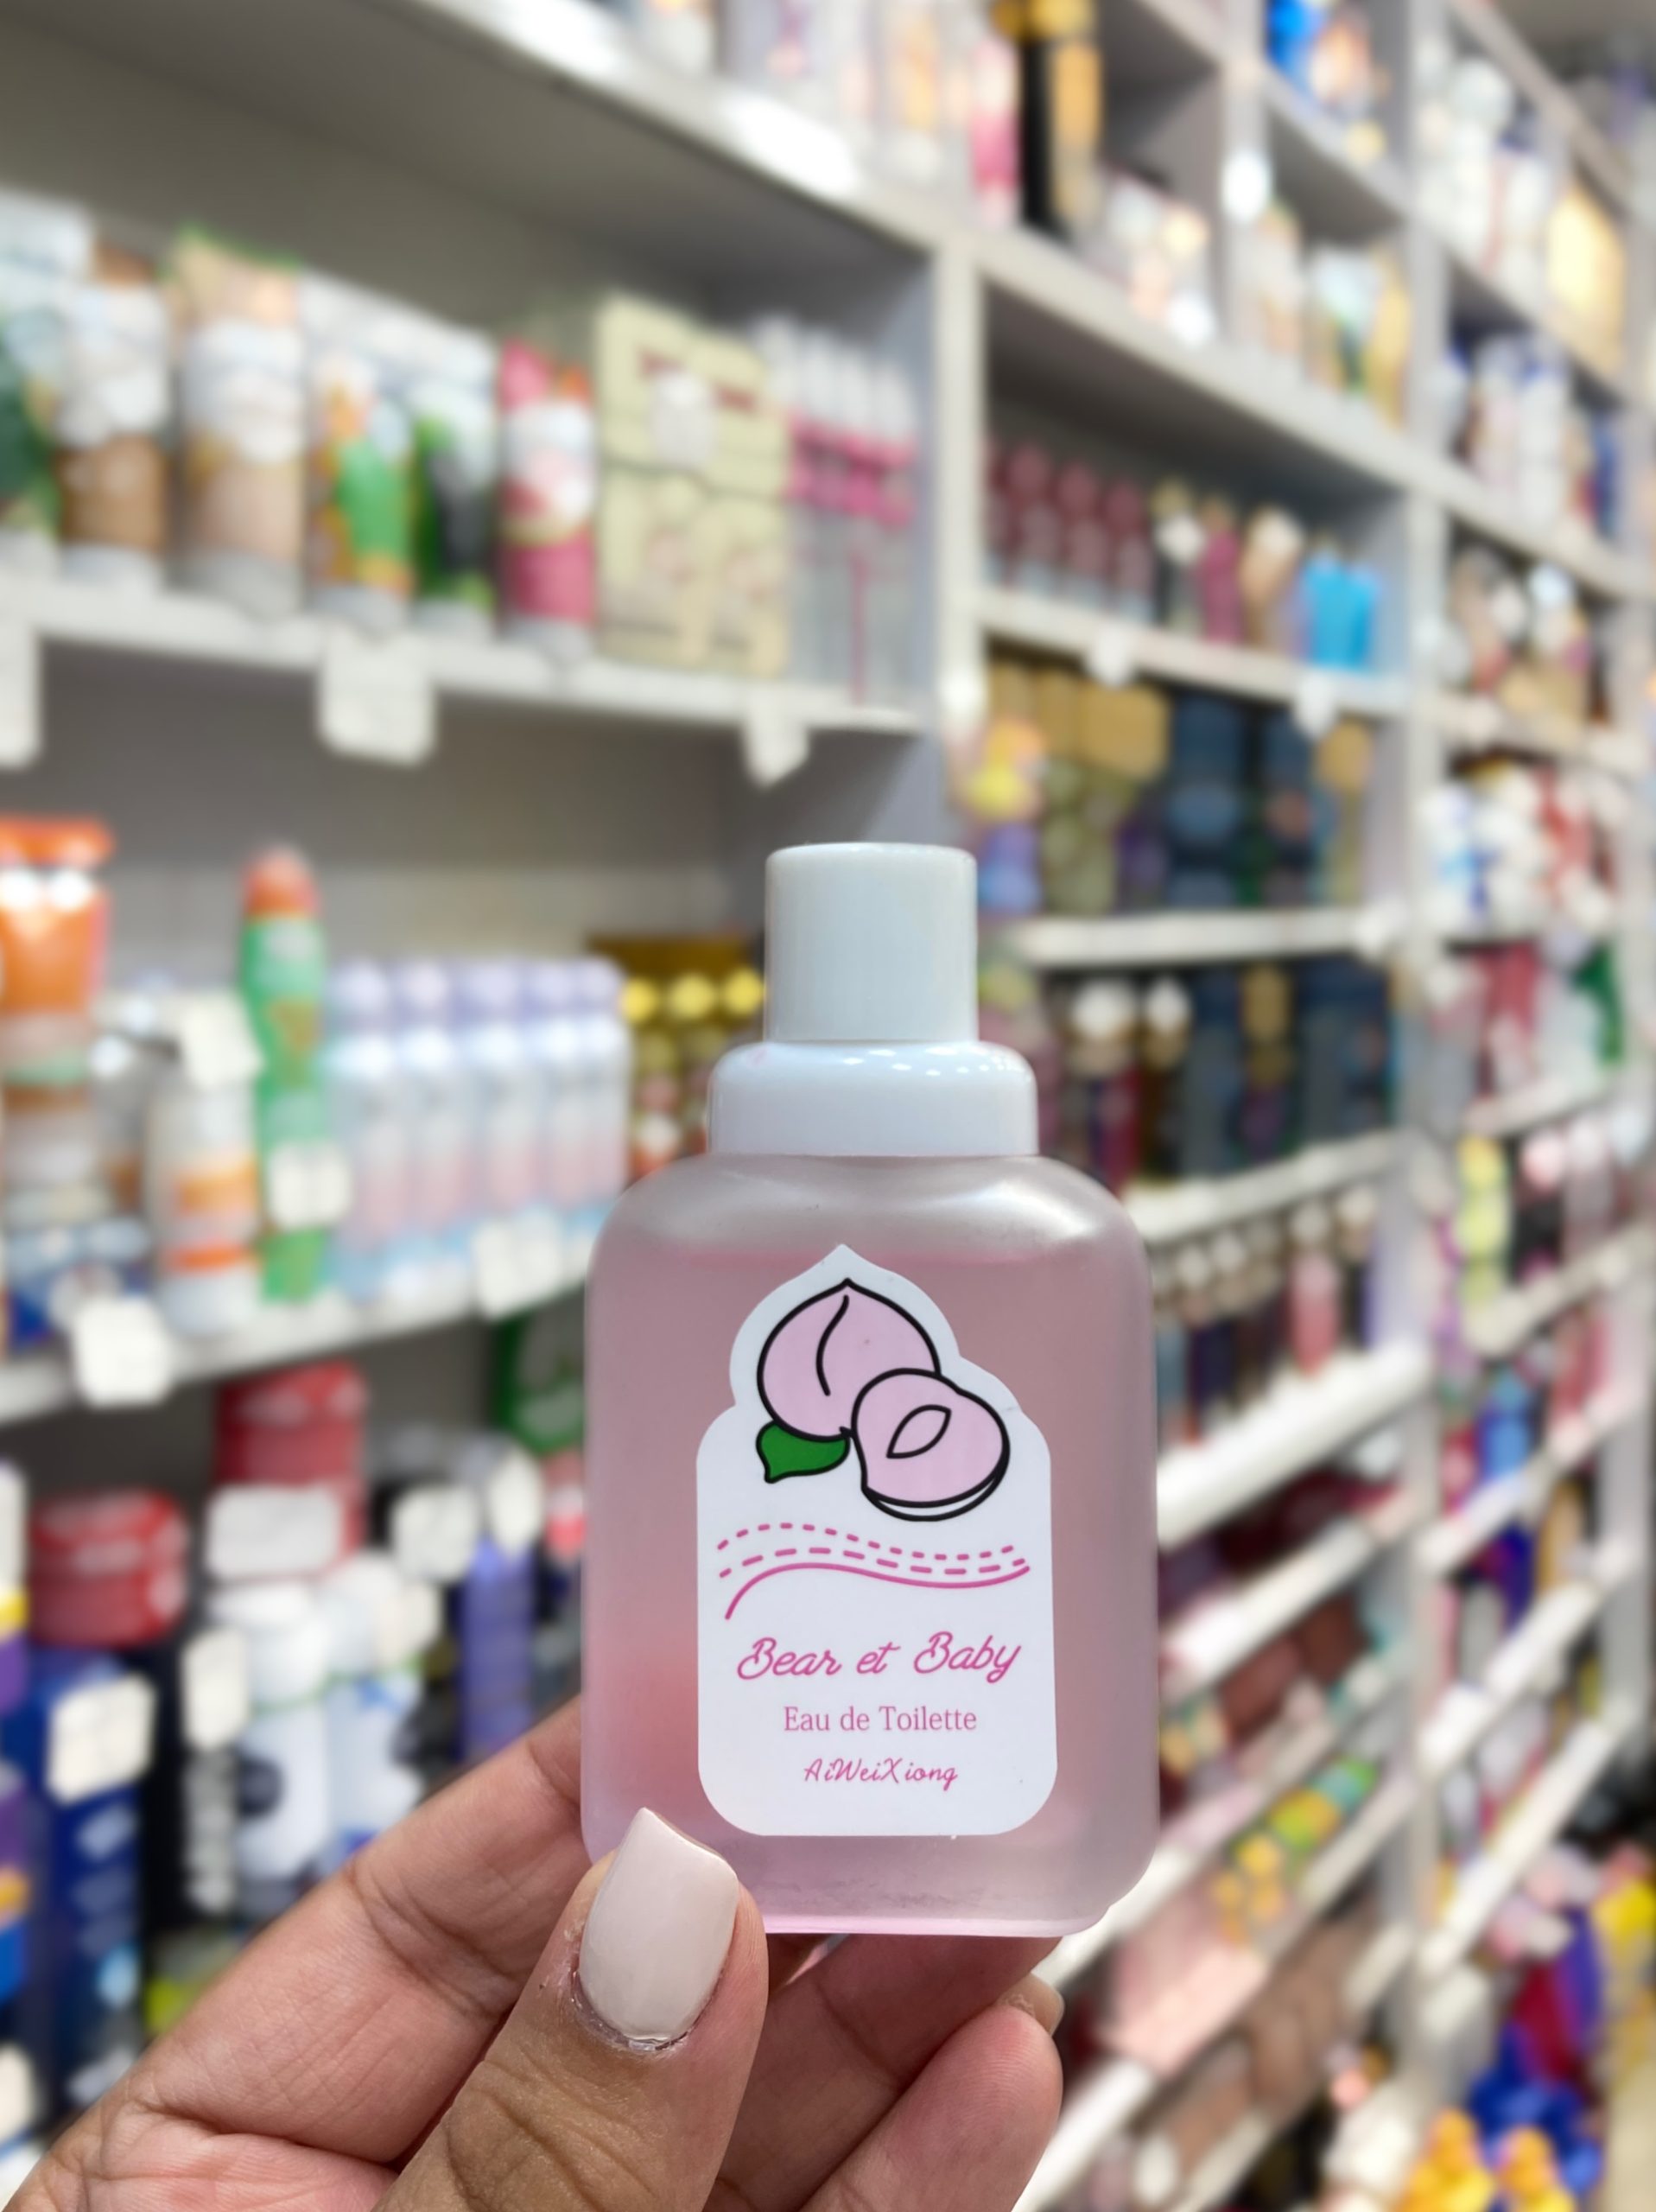 Bear et Baby
Eau de Toilette
AiWeiXiong